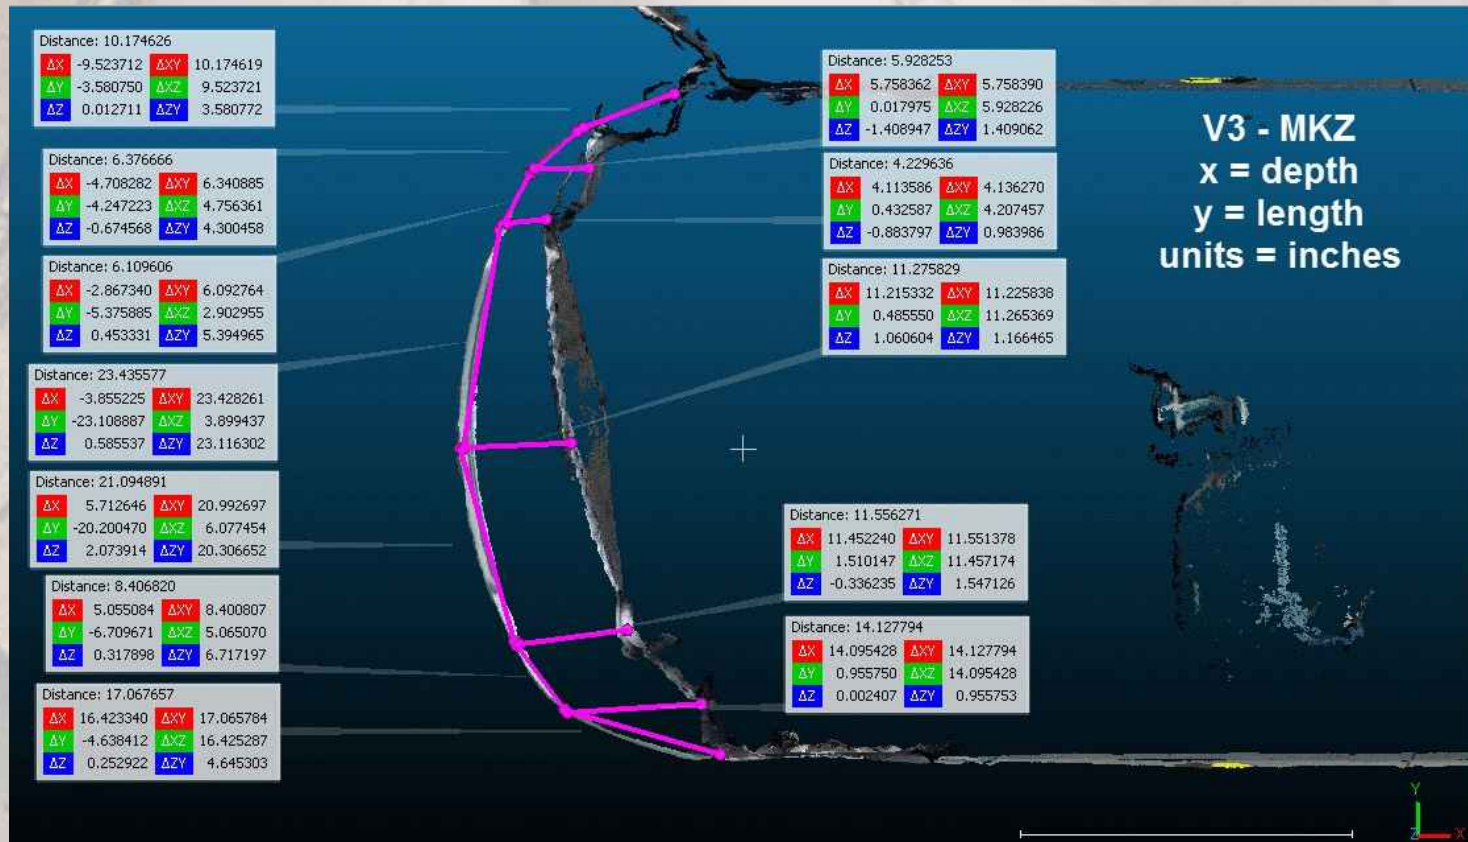 Distance: 10.174626
ΔX -9.523712 ΔXY 10.174619
ΔY -3.580750 ΔXZ 9.523721
ΔZ 0.012711 ΔZY 3.580772
Distance: 6.376666
ΔX -4.708282 ΔXY 6.340885
ΔY -4.247223 ΔXZ 4.756361
ΔZ -0.674568 ΔZY 4.300458
Distance: 6.109606
ΔX -2.867340 ΔXY 6.092764
ΔY -5.375885 ΔXZ 2.902955
ΔZ 0.453331 ΔZY 5.394965
Distance: 23.435577
ΔX -3.855225 ΔXY 23.428261
ΔY -23.108887 ΔXZ 3.899437
ΔZ 0.585537 ΔZY 23.116302
Distance: 21.094891
ΔX 5.712646 ΔXY 20.992697
ΔY -20.200470 ΔXZ 6.077454
ΔZ 2.073914 ΔZY 20.306652
Distance: 8.406820
ΔX 5.055084 ΔXY 8.400807
ΔY -6.709671 ΔXZ 5.065070
ΔZ 0.317898 ΔZY 6.717197
Distance: 17.067657
ΔX 16.423340 ΔXY 17.065784
ΔY -4.638412 ΔXZ 16.425287
ΔZ 0.252922 ΔZY 4.645303
Distance: 5.928253
ΔX 5.758362 ΔXY 5.758390
ΔY 0.017975 ΔXZ 5.928226
ΔZ -1.408947 ΔZY 1.409062
Distance: 4.229636
ΔX 4.113586 ΔXY 4.136270
ΔY 0.432587 ΔXZ 4.207457
ΔZ -0.883797 ΔZY 0.983986
Distance: 11.275829
ΔX 11.215332 ΔXY 11.225838
ΔY 0.485550 ΔXZ 11.265369
ΔZ 1.060604 ΔZY 1.166465
Distance: 11.556271
ΔX 11.452240 ΔXY 11.551378
ΔY 1.510147 ΔXZ 11.457174
ΔZ -0.336235 ΔZY 1.547126
Distance: 14.127794
ΔX 14.095428 ΔXY 14.127794
ΔY 0.955750 ΔXZ 14.095428
ΔZ 0.002407 ΔZY 0.955753
V3 - MKZ
x = depth
y = length
units = inches
Y
Z X